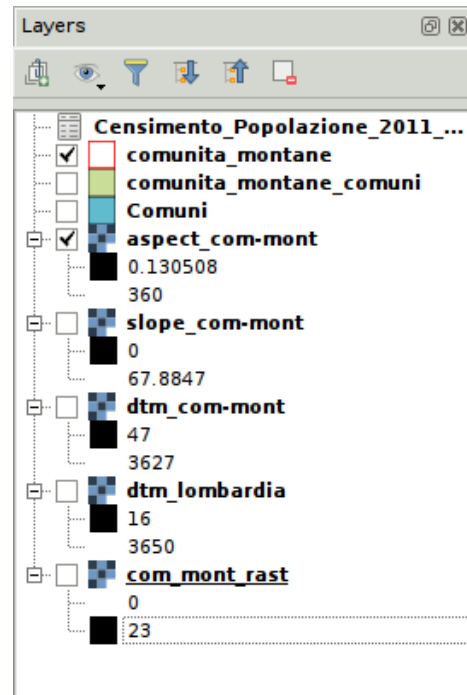 Layers
Censimento_Popolazione_2011_...
comunita_montane
comunita_montane_comuni
Comuni
aspect_com-mont
0.130508
360
slope_com-mont
0
67.8847
dtm_com-mont
47
3627
dtm_lombardia
16
3650
com_mont_rast
0
23